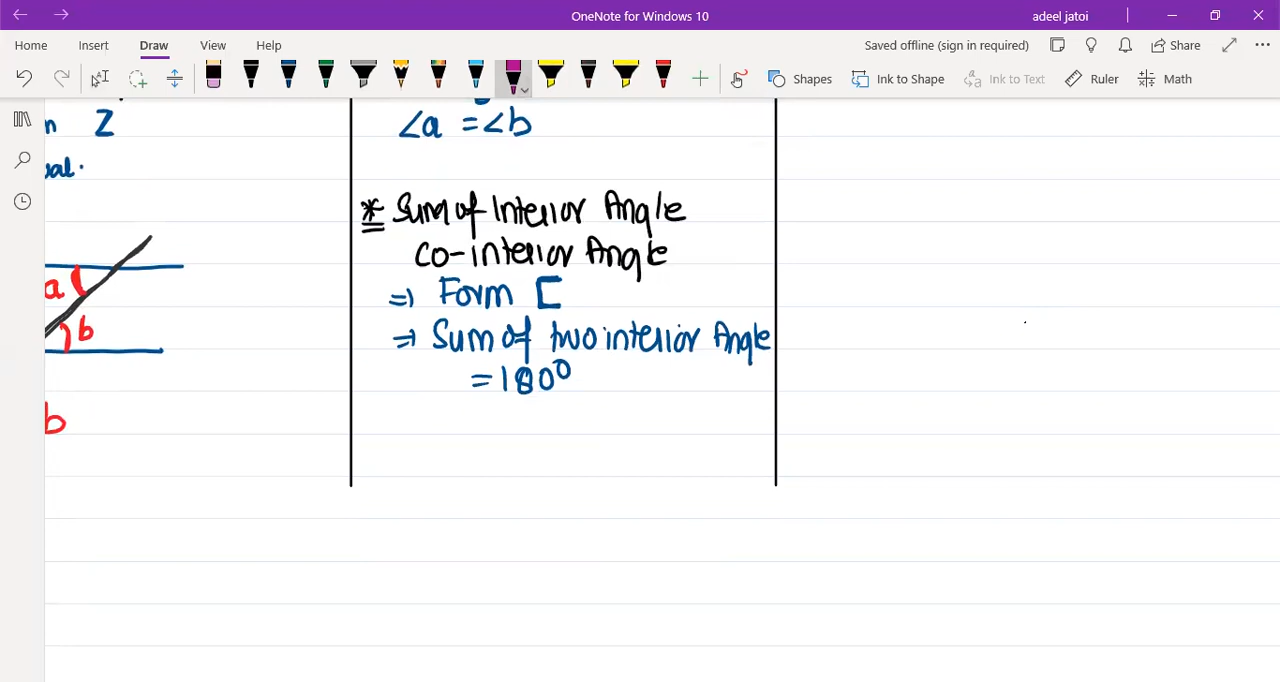 OneNote for Windows 10
adeel jatoi
Home Insert Draw View Help
Saved offline (sign in required)
Share
Shapes
Ink to Shape
Ink to Text
Ruler
Math
Z
∠a = ∠b
* Sum of Interior Angle
co-interior Angle
⇒ Form [
⇒ Sum of two interior Angle
= 180°
a
b
b